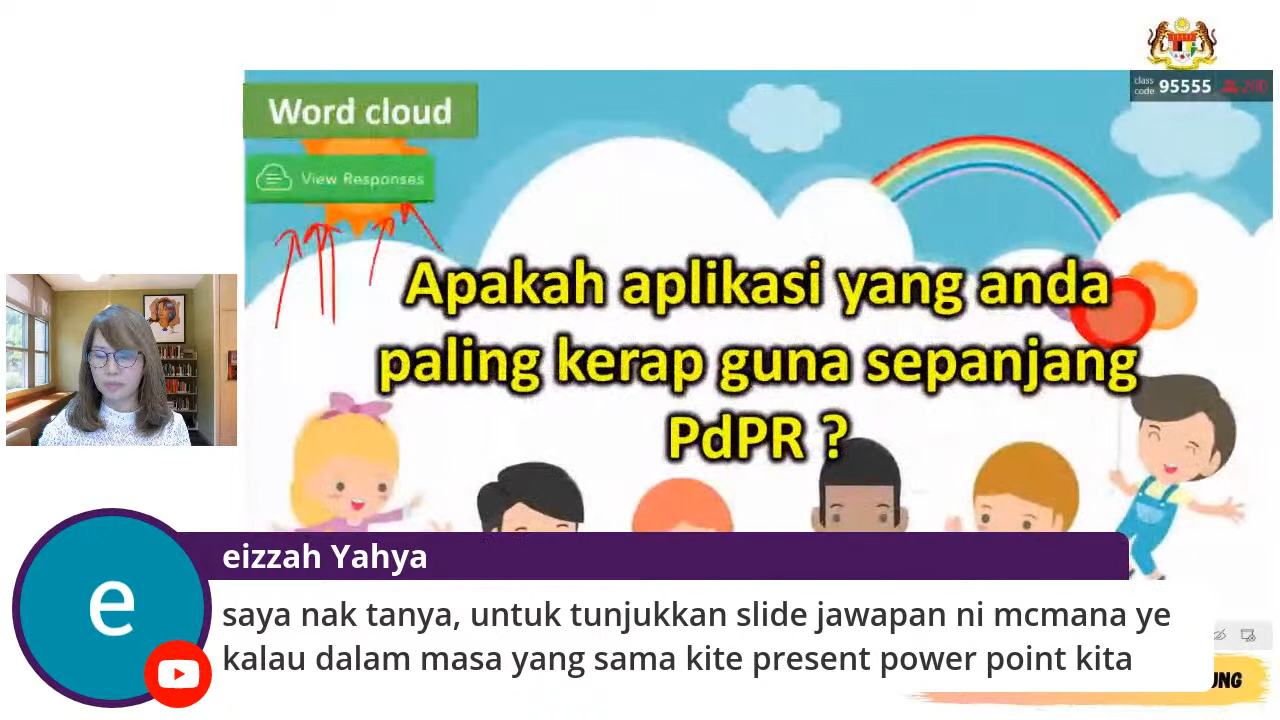 Word cloud
class
code 95555
View Responses
Apakah aplikasi yang anda
paling kerap guna sepanjang
PdPR ?
e
eizzah Yahya
saya nak tanya, untuk tunjukkan slide jawapan ni mcmana ye
kalau dalam masa yang sama kite present power point kita